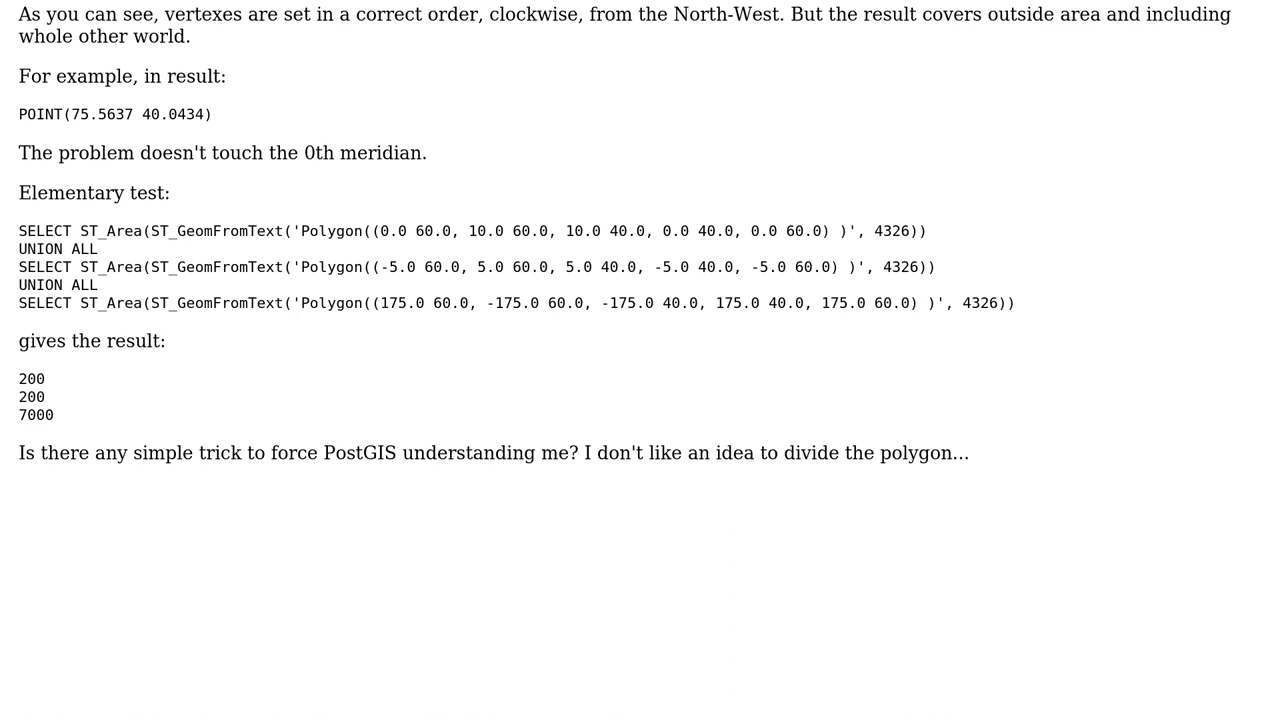 As you can see, vertexes are set in a correct order, clockwise, from the North-West. But the result covers outside area and including
whole other world.
For example, in result:
POINT(75.5637 40.0434)
The problem doesn't touch the 0th meridian.
Elementary test:
SELECT ST_Area(ST_GeomFromText('Polygon((0.0 60.0, 10.0 60.0, 10.0 40.0, 0.0 40.0, 0.0 60.0) )', 4326))
UNION ALL
SELECT ST_Area(ST_GeomFromText('Polygon((-5.0 60.0, 5.0 60.0, 5.0 40.0, -5.0 40.0, -5.0 60.0) )', 4326))
UNION ALL
SELECT ST_Area(ST_GeomFromText('Polygon((175.0 60.0, -175.0 60.0, -175.0 40.0, 175.0 40.0, 175.0 60.0) )', 4326))
gives the result:
200
200
7000
Is there any simple trick to force PostGIS understanding me? I don't like an idea to divide the polygon...